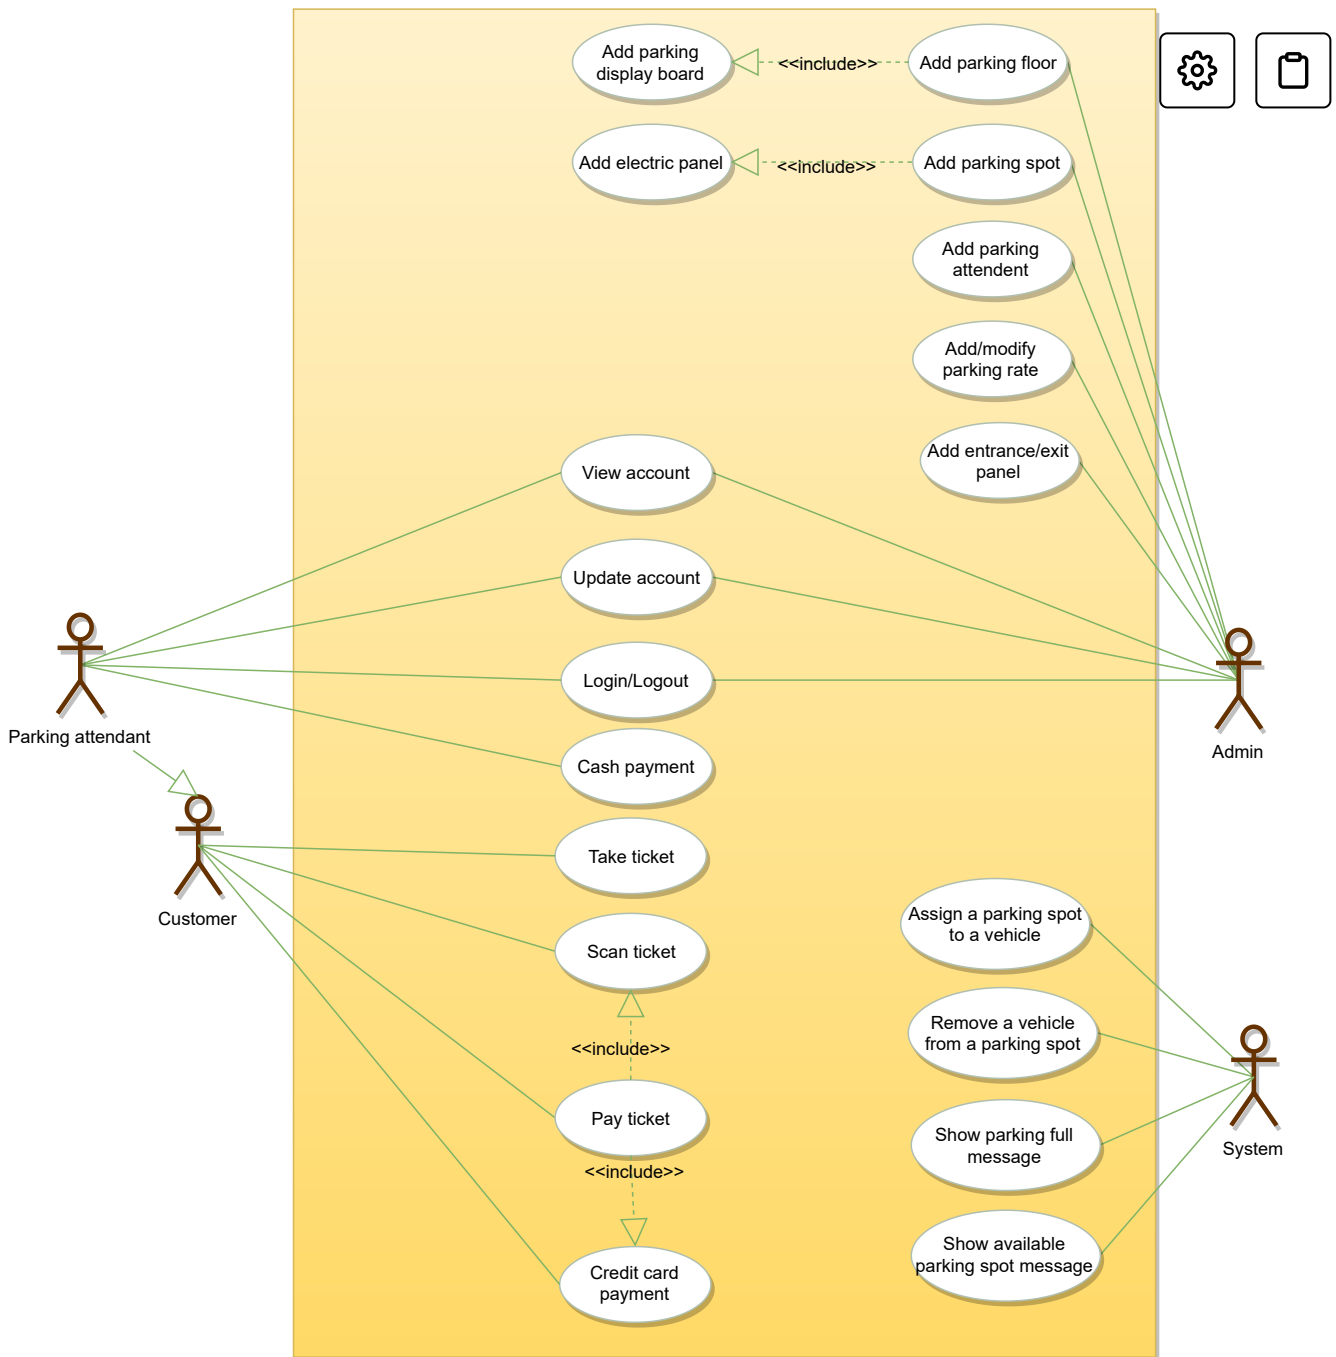 Add parking
display board
<<include>>
Add parking floor
Add electric panel
<<include>>
Add parking spot
Add parking
attendent
Add/modify
parking rate
Add entrance/exit
panel
View account
Update account
Login/Logout
Parking attendant
Admin
Cash payment
Take ticket
Customer
Scan ticket
Assign a parking spot
to a vehicle
Remove a vehicle
from a parking spot
<<include>>
Pay ticket
Show parking full
message
System
<<include>>
Credit card
payment
Show available
parking spot message